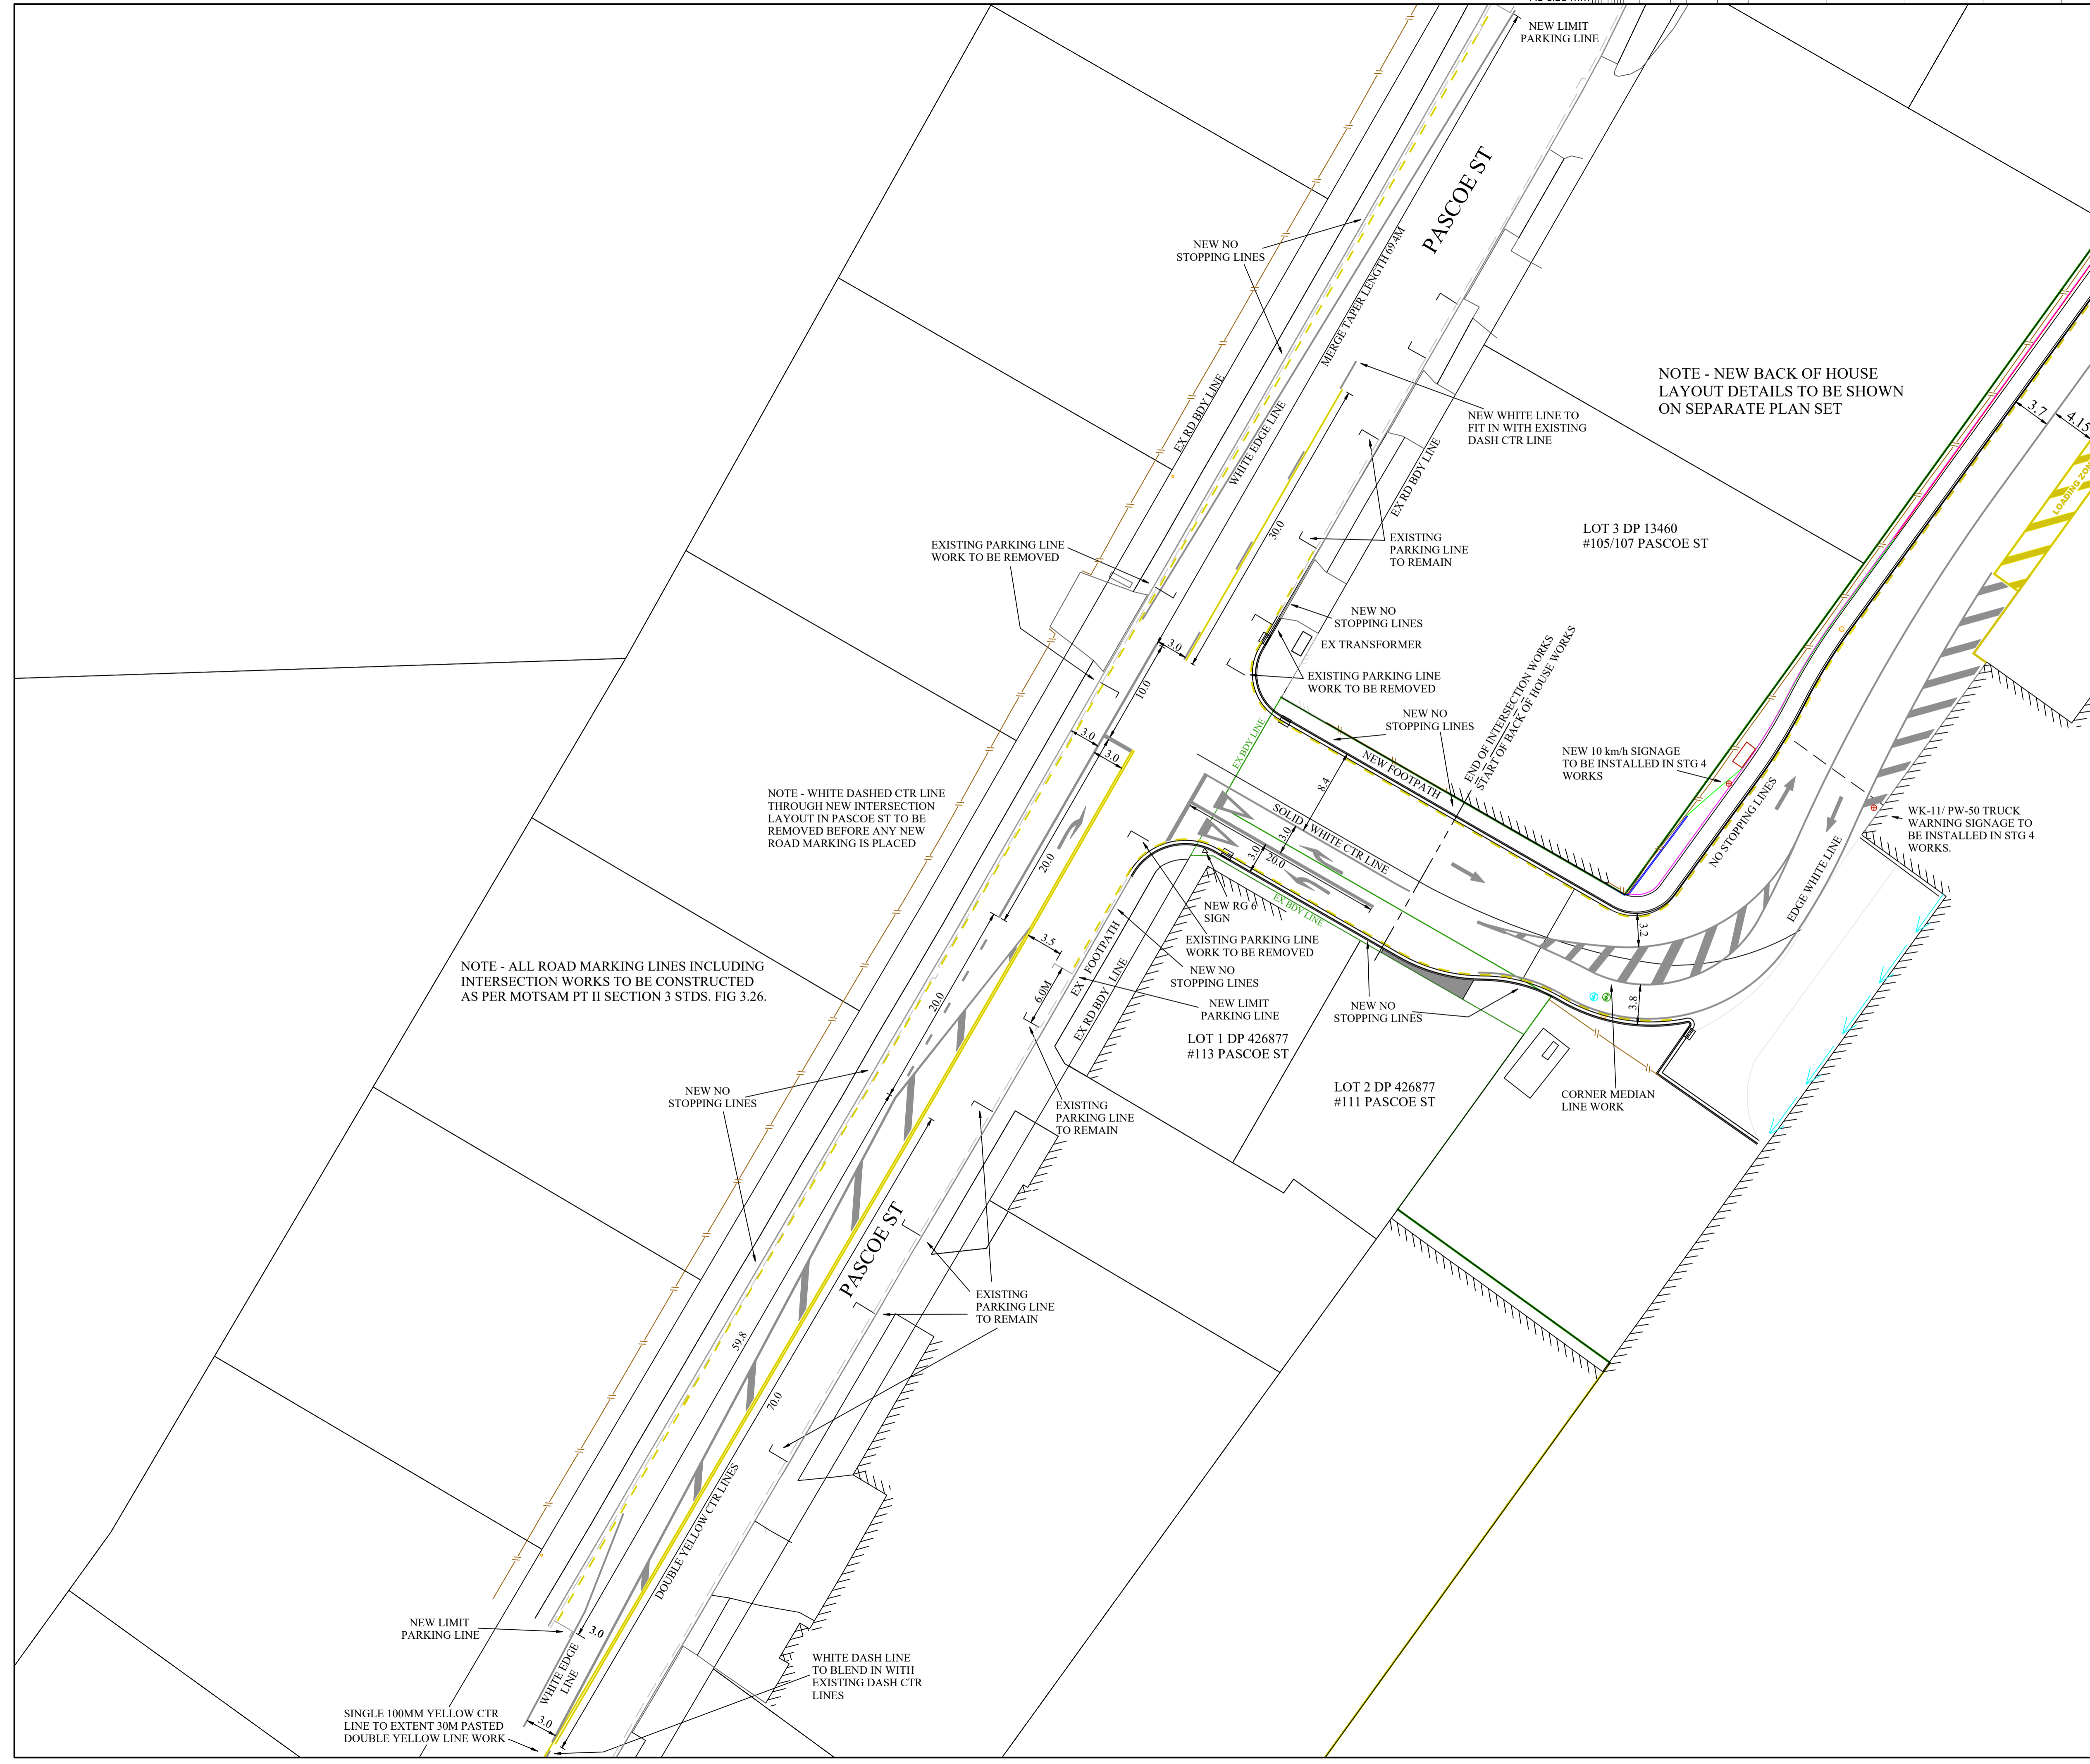 NEW LIMIT
PARKING LINE
PASCOE ST
NEW NO
STOPPING LINES
MERGE TAPER LENGTH 69.4M
EX RD BDY LINE
WHITE EDGE LINE
NEW WHITE LINE TO
FIT IN WITH EXISTING
DASH CTR LINE
NOTE - NEW BACK OF HOUSE
LAYOUT DETAILS TO BE SHOWN
ON SEPARATE PLAN SET
3.7
4.15
EX RD BDY LINE
30.0
EXISTING
PARKING LINE
TO REMAIN
LOT 3 DP 13460
#105/107 PASCOE ST
EXISTING PARKING LINE
WORK TO BE REMOVED
NEW NO
STOPPING LINES
EX TRANSFORMER
3.0
10.0
EXISTING PARKING LINE
WORK TO BE REMOVED
END OF INTERSECTION WORKS
START OF BACK OF HOUSE WORKS
NEW NO
STOPPING LINES
EX BDY LINE
NEW FOOTPATH
3.0
3.0
8.4
NEW 10 km/h SIGNAGE
TO BE INSTALLED IN STG 4
WORKS
NOTE - WHITE DASHED CTR LINE
THROUGH NEW INTERSECTION
LAYOUT IN PASCOE ST TO BE
REMOVED BEFORE ANY NEW
ROAD MARKING IS PLACED
SOLID WHITE CTR LINE
3.0
3.0
20.0
20.0
NO STOPPING LINES
WK-11/ PW-50 TRUCK
WARNING SIGNAGE TO
BE INSTALLED IN STG 4
WORKS.
EDGE WHITE LINE
NEW RG 6
SIGN
EX BDY LINE
3.2
EXISTING PARKING LINE
WORK TO BE REMOVED
3.5
EX FOOTPATH
NEW NO
STOPPING LINES
NOTE - ALL ROAD MARKING LINES INCLUDING
INTERSECTION WORKS TO BE CONSTRUCTED
AS PER MOTSAM PT II SECTION 3 STDS. FIG 3.26.
20.0
6.0M
EX RD BDY LINE
NEW LIMIT
PARKING LINE
NEW NO
STOPPING LINES
3.8
LOT 1 DP 426877
#113 PASCOE ST
NEW NO
STOPPING LINES
EXISTING
PARKING LINE
TO REMAIN
LOT 2 DP 426877
#111 PASCOE ST
CORNER MEDIAN
LINE WORK
PASCOE ST
EXISTING
PARKING LINE
TO REMAIN
59.8
70.0
DOUBLE YELLOW CTR LINES
NEW LIMIT
PARKING LINE
3.0
WHITE EDGE
LINE
WHITE DASH LINE
TO BLEND IN WITH
EXISTING DASH CTR
LINES
3.0
SINGLE 100MM YELLOW CTR
LINE TO EXTENT 30M PASTED
DOUBLE YELLOW LINE WORK